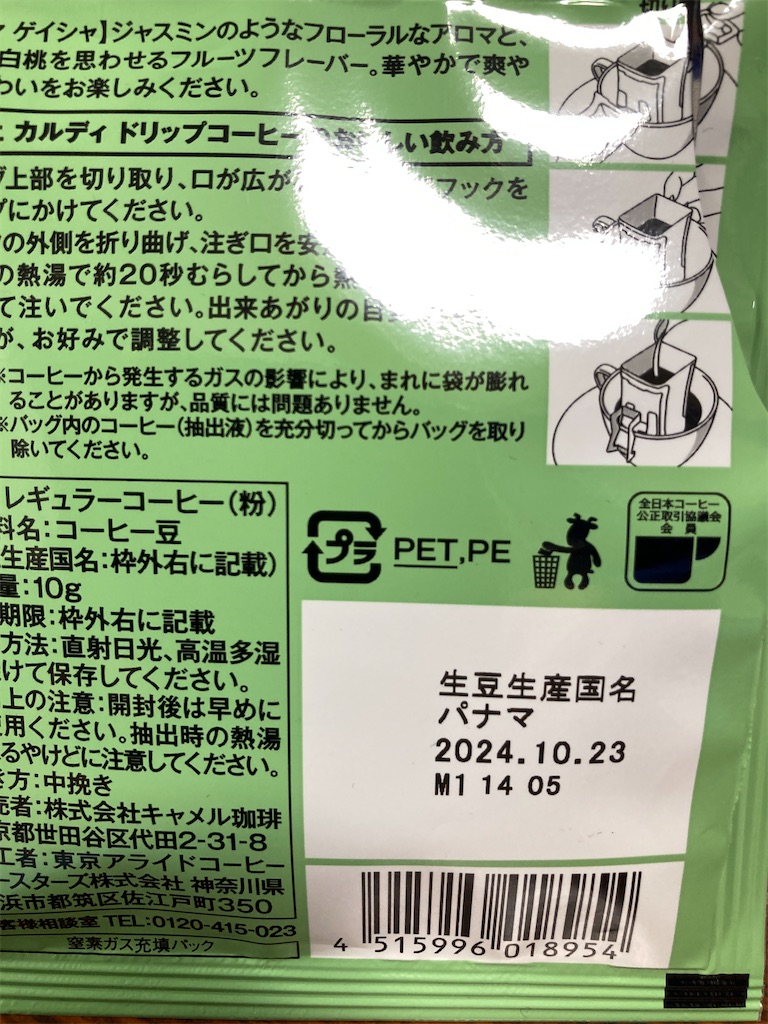 ゲイシャ】ジャスミンのようなフローラルなアロマと、
白桃を思わせるフルーツフレーバー。華やかで爽や
わいをお楽しみください。
カルディ ドリップコーヒー しい飲み方
上部を切り取り、口が広が フックを
にかけてください。
の外側を折り曲げ、注ぎ口を安
の熱湯で約20秒むらしてから熱
て注いでください。出来あがりの目
が、お好みで調整してください。
※コーヒーから発生するガスの影響により、まれに袋が膨れ
ることがありますが、品質には問題ありません。
※バッグ内のコーヒー（抽出液）を充分切ってからバッグを取り
除いてください。
レギュラーコーヒー（粉）
料名：コーヒー豆
生産国名：枠外右に記載）
量：10g
期限：枠外右に記載
方法：直射日光、高温多湿
けて保存してください。
上の注意：開封後は早めに
用ください。抽出時の熱湯
るやけどに注意してください。
き方：中挽き
売者：株式会社キャメル珈琲
京都世田谷区代田2-31-8
工者：東京アライドコーヒー
ースターズ株式会社 神奈川県
浜市都筑区佐江戸町350
客様相談室 TEL：0120-415-023
窒素ガス充填パック
プラ
PET,PE
全日本コーヒー
公正取引協議会
会 員
生豆生産国名
パナマ
2024.10.23
M1 14 05
4 515996 018954